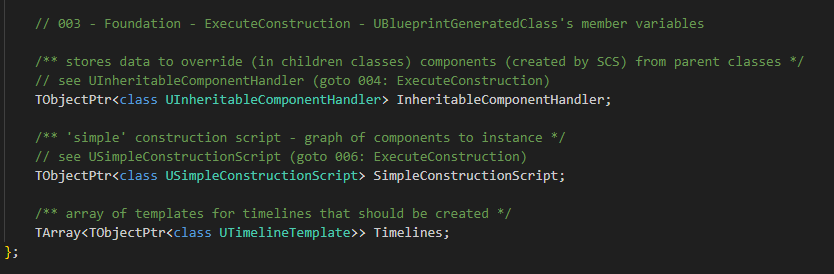 // 003 - Foundation - ExecuteConstruction - UBlueprintGeneratedClass's member variables
/** stores data to override (in children classes) components (created by SCS) from parent classes */
// see UInheritableComponentHandler (goto 004: ExecuteConstruction)
TObjectPtr<class UInheritableComponentHandler> InheritableComponentHandler;
/** 'simple' construction script - graph of components to instance */
// see USimpleConstructionScript (goto 006: ExecuteConstruction)
TObjectPtr<class USimpleConstructionScript> SimpleConstructionScript;
/** array of templates for timelines that should be created */
TArray<TObjectPtr<class UTimelineTemplate>> Timelines;
};